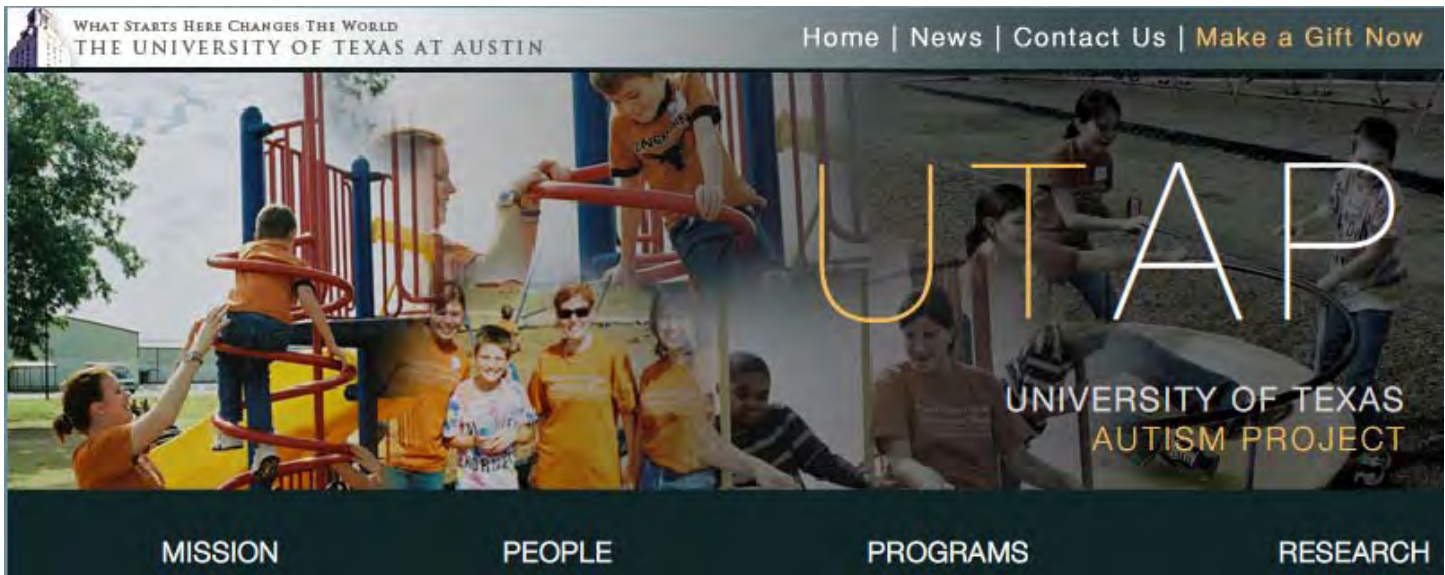 WHAT STARTS HERE CHANGES THE WORLD
THE UNIVERSITY OF TEXAS AT AUSTIN
Home | News | Contact Us | Make a Gift Now
UTAP
UNIVERSITY OF TEXAS
AUTISM PROJECT
MISSION PEOPLE PROGRAMS RESEARCH